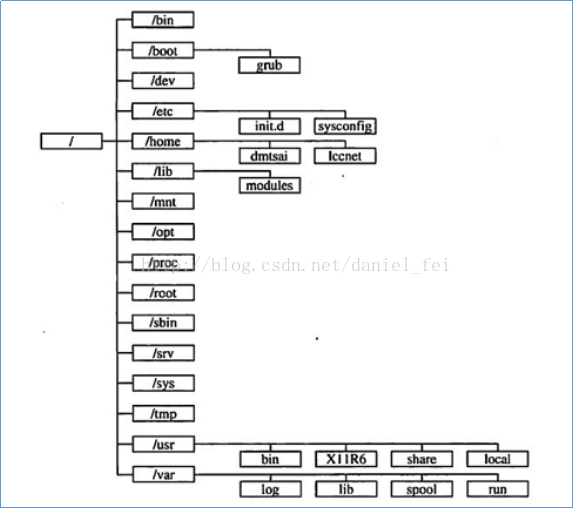 /bin
/boot
grub
/dev
/etc
init.d sysconfig
/ /home
dmtsai lccnet
/lib
modules
/mnt
/opt
/proc
http://blog.csdn.net/daniel_fei
/root
/sbin
/srv
/sys
/tmp
/usr
bin X11R6 share local
/var
log lib spool run